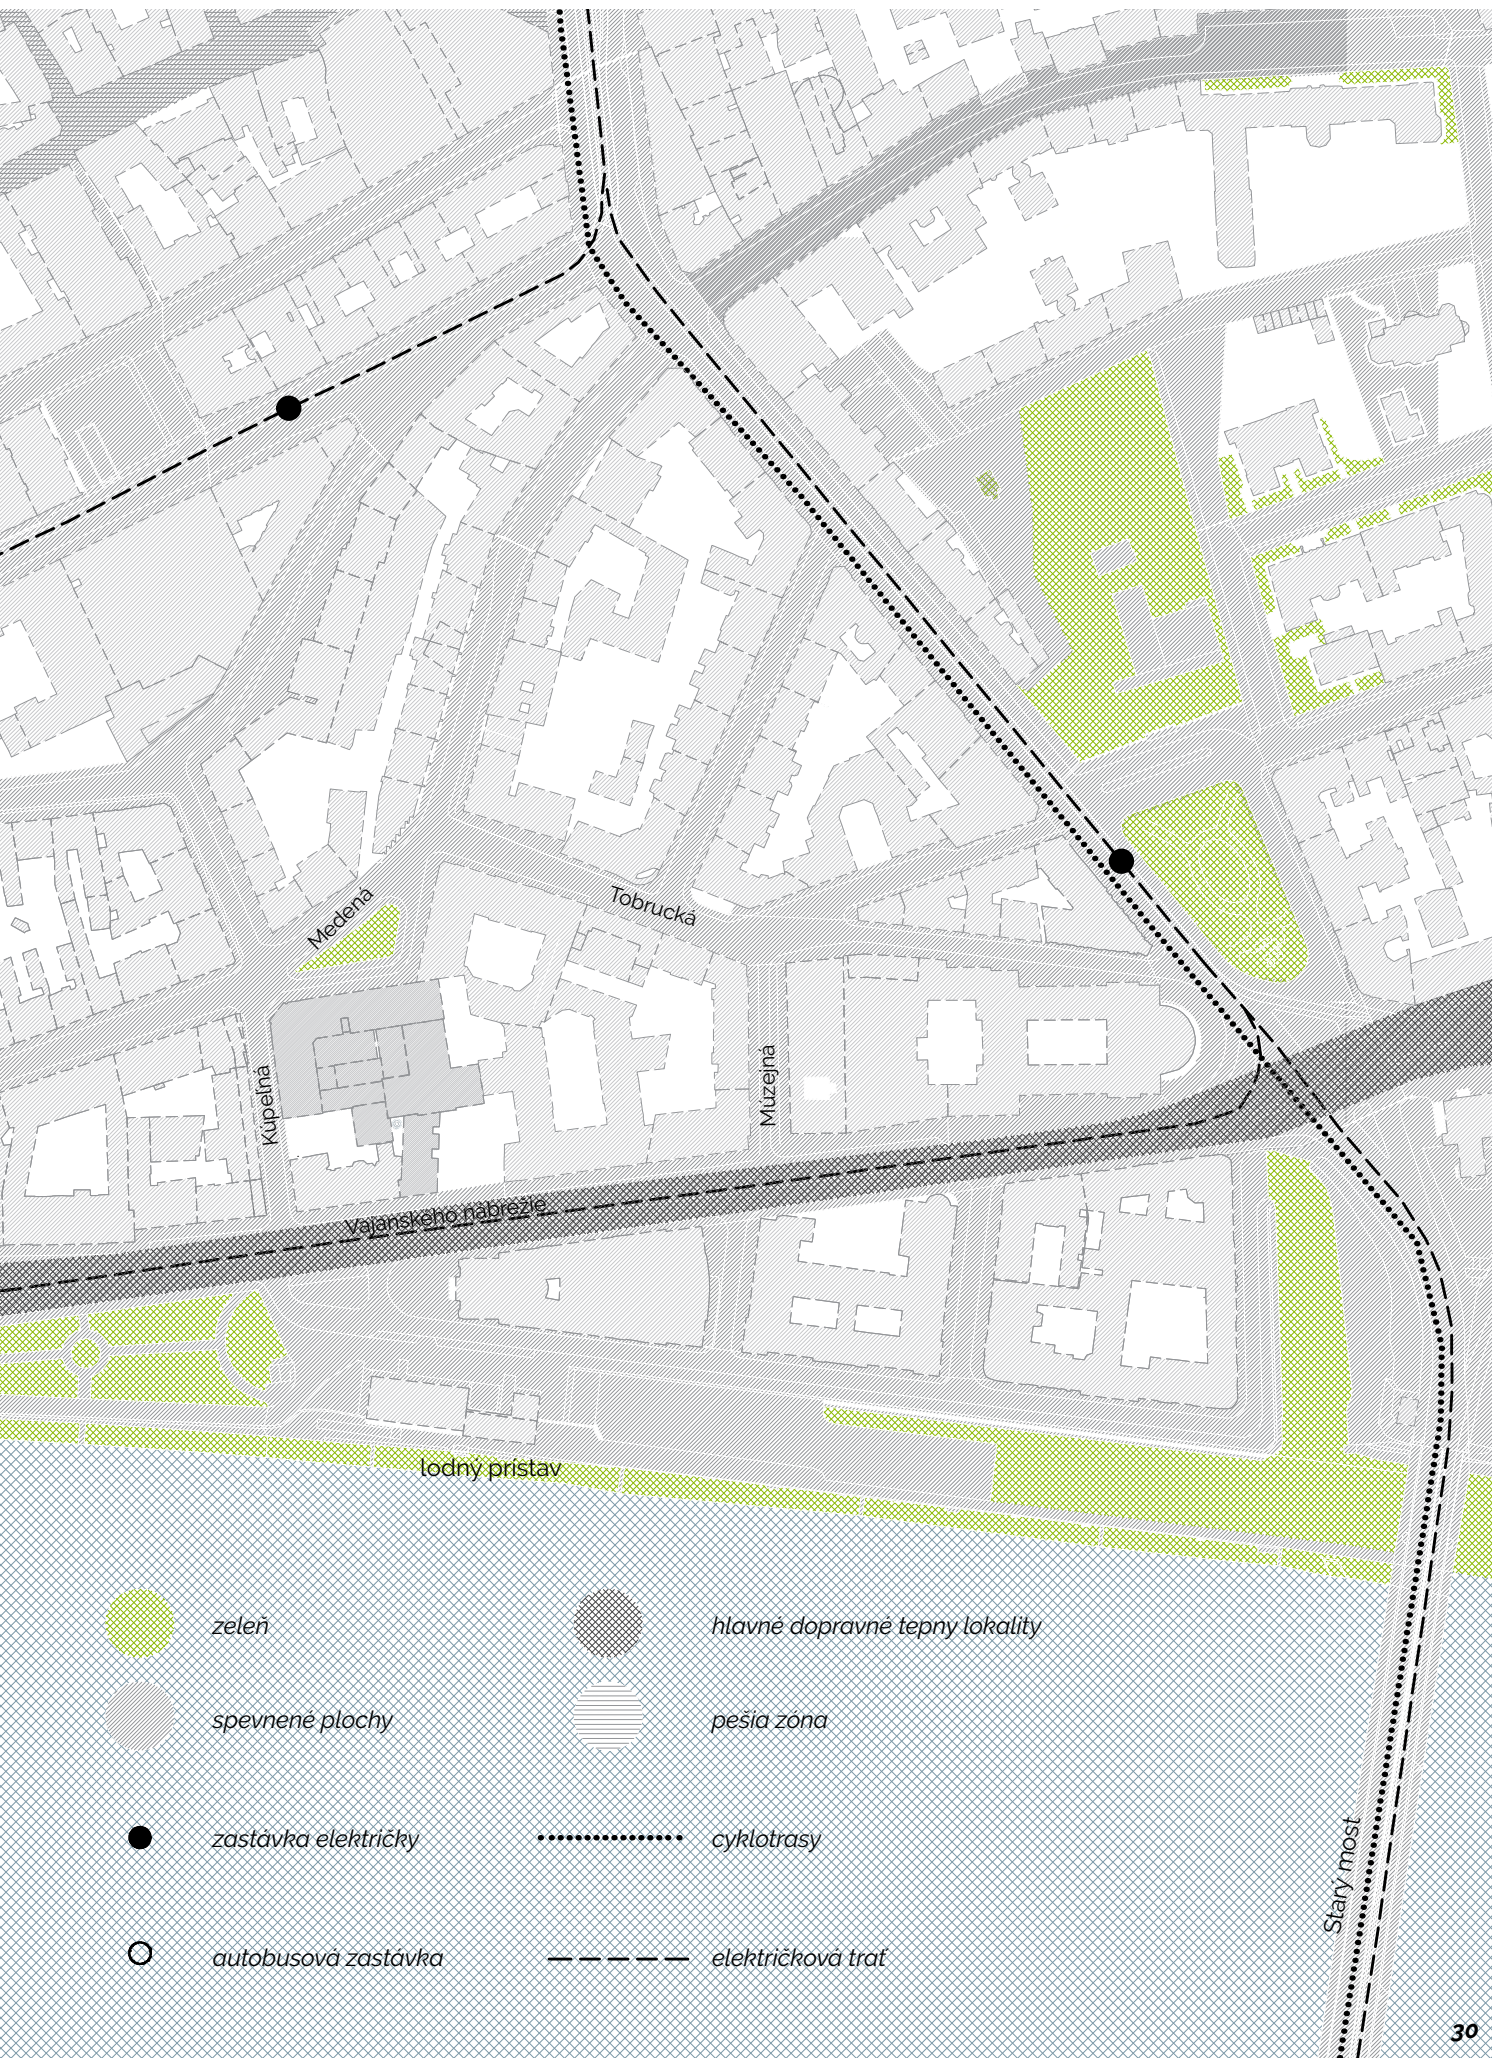 Medená
Tobrucká
Kúpeľná
Múzejná
Vajanského nábrežie
lodný prístav
zeleň
hlavné dopravné tepny lokality
spevnené plochy
pešia zóna
zastávka električky
cyklotrasy
autobusová zastávka
električková trať
Starý most
30